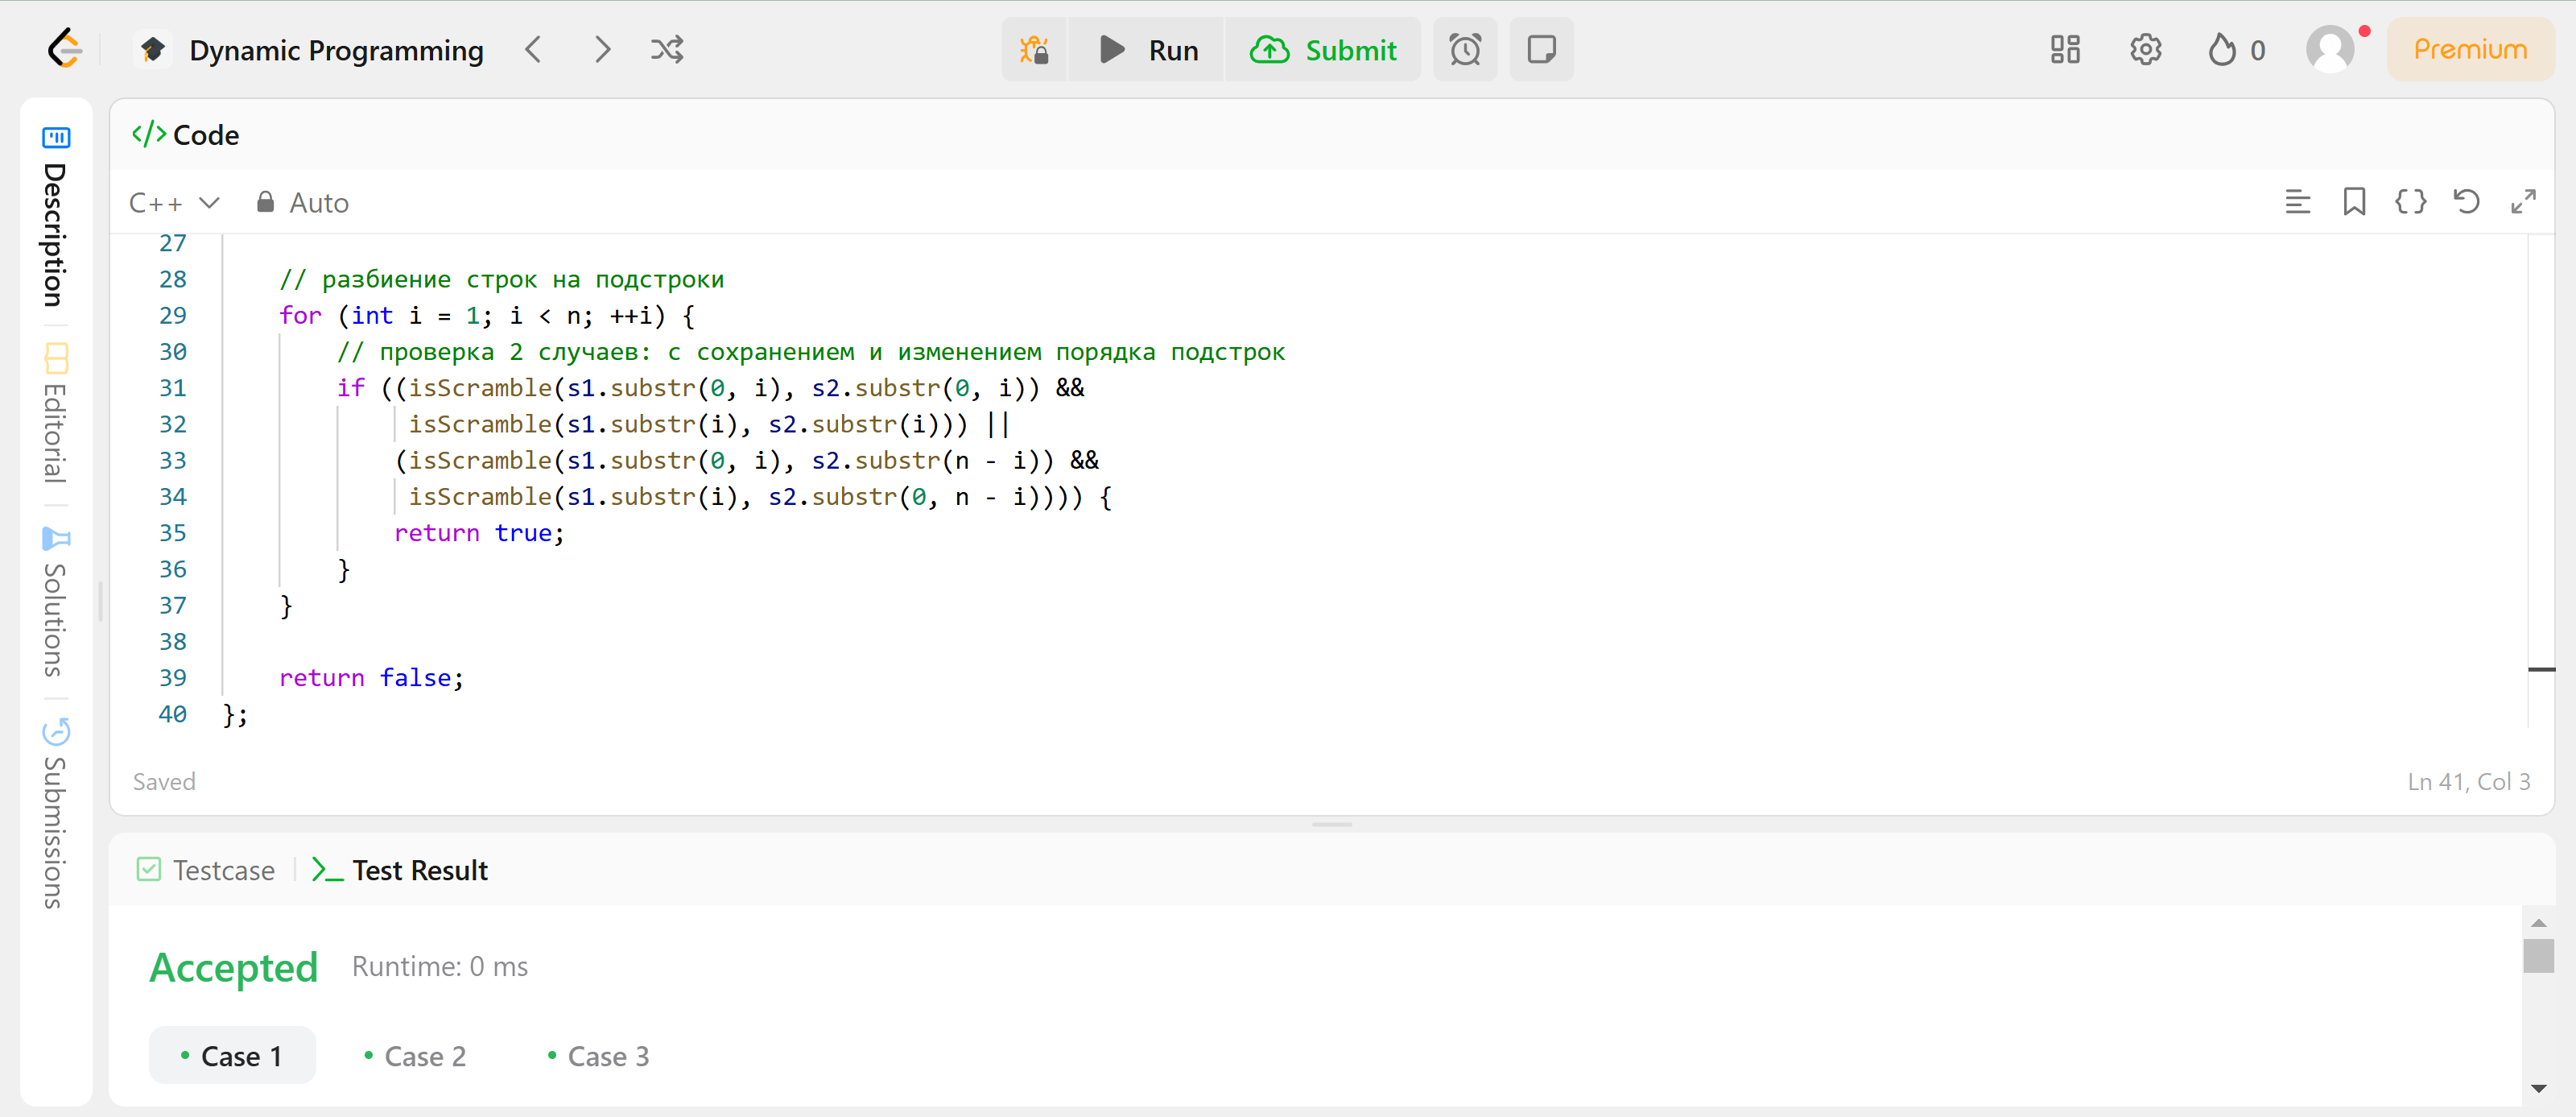 Dynamic Programming
Run
Submit
0
Premium
Description
Editorial
Solutions
Submissions
Code
C++
Auto
27
28 // разбиение строк на подстроки
29 for (int i = 1; i < n; ++i) {
30 // проверка 2 случаев: с сохранением и изменением порядка подстрок
31 if ((isScramble(s1.substr(0, i), s2.substr(0, i)) &&
32 isScramble(s1.substr(i), s2.substr(i))) ||
33 (isScramble(s1.substr(0, i), s2.substr(n - i)) &&
34 isScramble(s1.substr(i), s2.substr(0, n - i)))) {
35 return true;
36 }
37 }
38
39 return false;
40 };
Saved
Ln 41, Col 3
Testcase
Test Result
Accepted
Runtime: 0 ms
Case 1
Case 2
Case 3